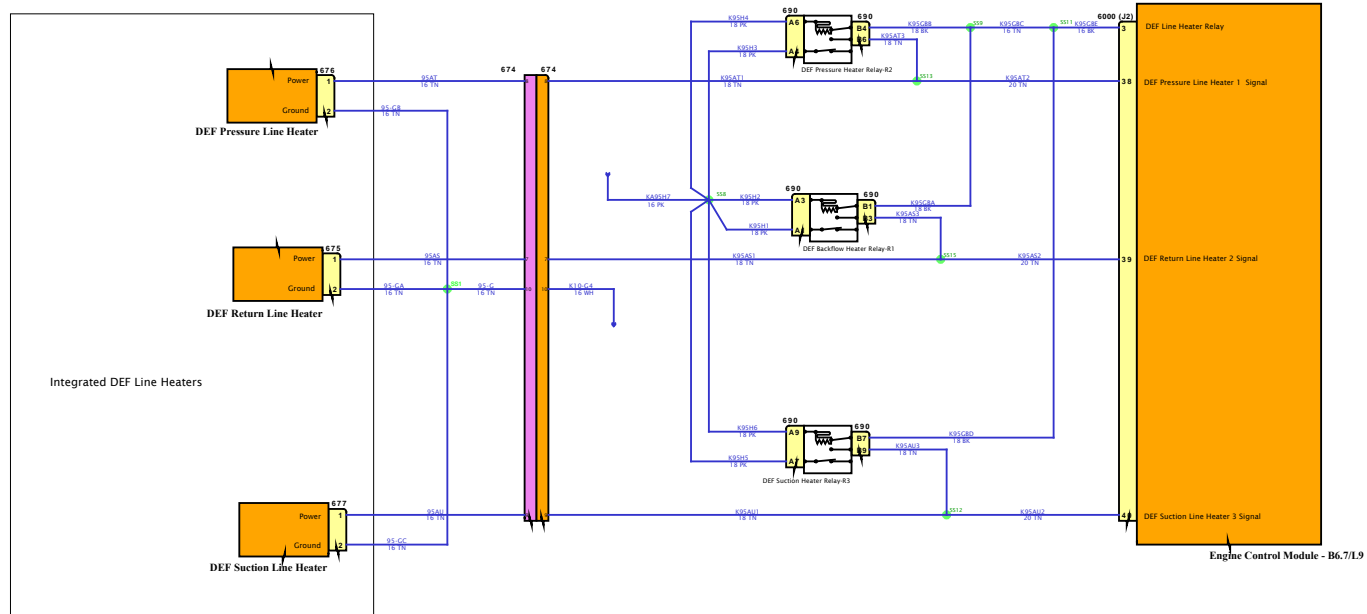 Integrated DEF Line Heaters
676
Power
1
Ground
2
DEF Pressure Line Heater
95AT
16 TN
95-GB
16 TN
675
Power
1
Ground
2
DEF Return Line Heater
95AS
16 TN
95-GA
16 TN
95-G
16 TN
677
Power
1
Ground
2
DEF Suction Line Heater
95AU
16 TN
95-GC
16 TN
674
674
7
7
10
10
K95AT1
18 TN
K95AS1
18 TN
K10-G4
16 WH
K95AU1
18 TN
KA95H7
16 PK
SS8
K95H4
18 PK
K95H3
18 PK
K95H2
18 PK
K95H1
18 PK
K95H6
18 PK
K95H5
18 PK
690
690
A6
B4
DEF Pressure Heater Relay-R2
690
690
A3
B1
DEF Backflow Heater Relay-R1
690
690
A9
B7
DEF Suction Heater Relay-R3
K95GBB
18 BK
K95AT3
18 TN
SS9
K95GBC
16 TN
SS11
K95GBE
16 BK
SS13
K95AT2
20 TN
K95GBA
18 BK
K95AS3
18 TN
SS15
K95AS2
20 TN
K95GBD
18 BK
K95AU3
18 TN
SS12
K95AU2
20 TN
6000 (J2)
3
DEF Line Heater Relay
38
DEF Pressure Line Heater 1 Signal
39
DEF Return Line Heater 2 Signal
DEF Suction Line Heater 3 Signal
Engine Control Module - B6.7/L9